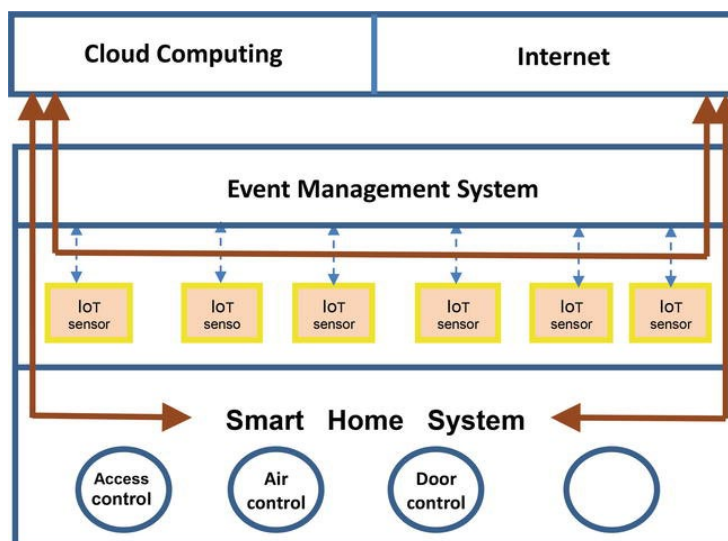 Cloud Computing
Internet
Event Management System
IoT
sensor
IoT
senso
IoT
sensor
IoT
sensor
IoT
sensor
IoT
sensor
Smart Home System
Access
control
Air
control
Door
control